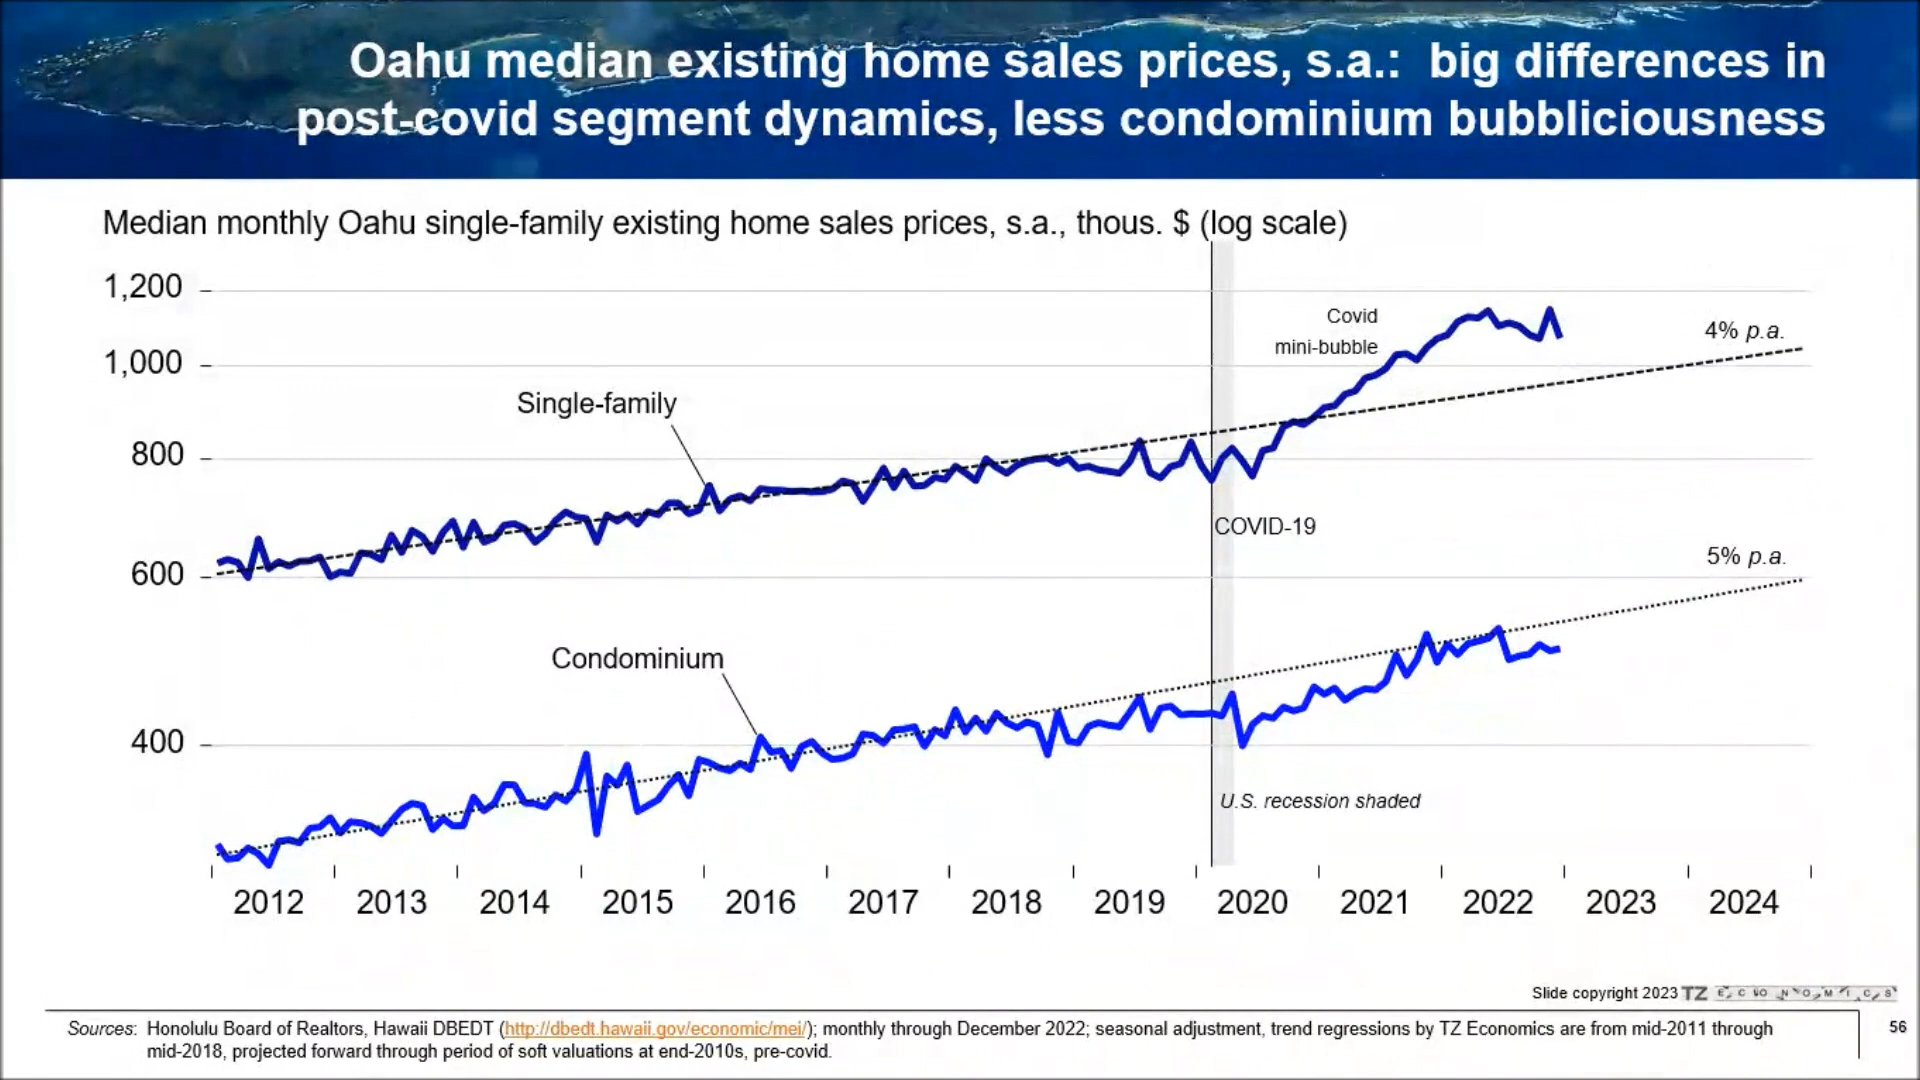 Oahu median existing home sales prices, s.a.: big differences in
post-covid segment dynamics, less condominium bubbliciousness
Median monthly Oahu single-family existing home sales prices, s.a., thous. $ (log scale)
1,200
Covid
mini-bubble
4% p.a.
1,000
Single-family
800
COVID-19
5% p.a.
600
Condominium
400
U.S. recession shaded
2012 2013 2014 2015 2016 2017 2018 2019 2020 2021 2022 2023 2024
Slide copyright 2023 TZ ECONOMICS
Sources: Honolulu Board of Realtors, Hawaii DBEDT (http://dbedt.hawaii.gov/economic/mei/); monthly through December 2022; seasonal adjustment, trend regressions by TZ Economics are from mid-2011 through
mid-2018, projected forward through period of soft valuations at end-2010s, pre-covid.
56